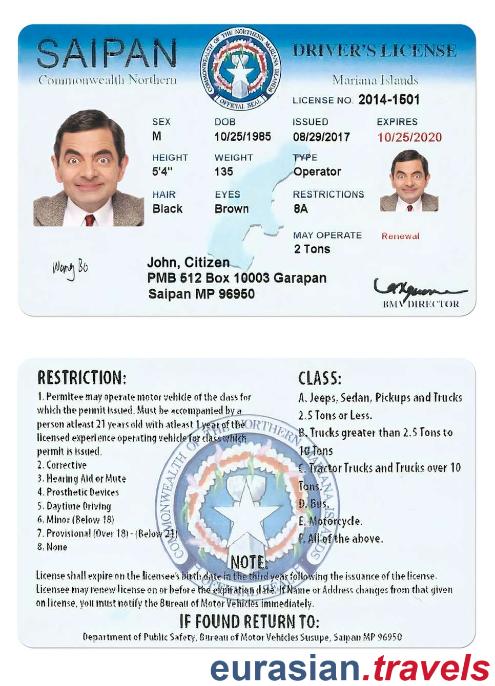 SAIPAN
Commonwealth Northern
COMMONWEALTH OF THE NORTHERN MARIANA ISLANDS
OFFICIAL SEAL
DRIVER'S LICENSE
Mariana Islands
LICENSE NO. 2014-1501
SEX DOB ISSUED EXPIRES
M 10/25/1985 08/29/2017 10/25/2020
HEIGHT WEIGHT TYPE
5'4" 135 Operator
HAIR EYES RESTRICTIONS
Black Brown 8A
MAY OPERATE Renewal
2 Tons
Wang Bo
John, Citizen
PMB 512 Box 10003 Garapan
Saipan MP 96950
BMV DIRECTOR
RESTRICTION:
1. Permitee may operate motor vehicle of the class for
which the permit issued. Must be accompanied by a
person atleast 21 years old with atleast 1 year of the
licensed experience operating vehicle for class which
permit is issued.
2. Corrective
3. Hearing Aid or Mute
4. Prosthetic Devices
5. Daytime Driving
6. Minor (Below 18)
7. Provisional (Over 18) - (Below 21)
8. None
CLASS:
A. Jeeps, Sedan, Pickups and Trucks
2.5 Tons or Less.
B. Trucks greater than 2.5 Tons to
10 Tons
C. Tractor Trucks and Trucks over 10
Tons.
D. Bus.
E. Motorcycle.
F. All of the above.
COMMONWEALTH OF THE NORTHERN MARIANA ISLANDS
NOTE
License shall expire on the licensee's birth date in the third year following the issuance of the license.
Licensee may renew license on or before the expiration date. If Name or Address changes from that given
on license, you must notify the Bureau of Motor Vehicles immediately.
IF FOUND RETURN TO:
Department of Public Safety, Bureau of Motor Vehicles Susupe, Saipan MP 96950
eurasian.travels